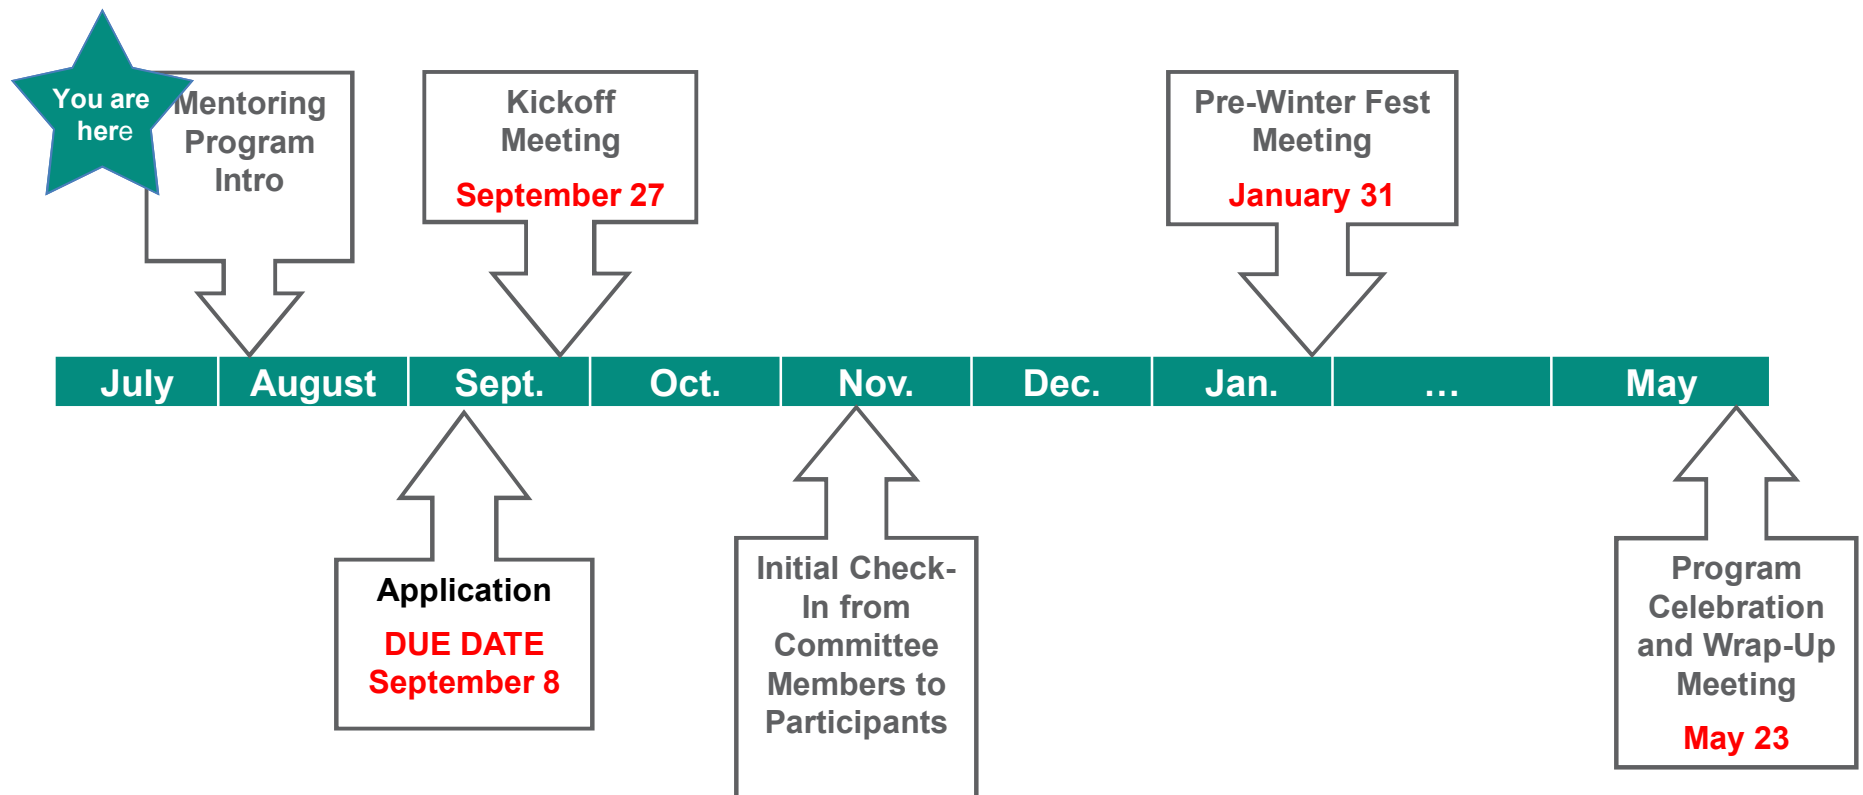 You are
here
Mentoring
Program
Intro
Kickoff
Meeting
September 27
Pre-Winter Fest
Meeting
January 31
July
August
Sept.
Oct.
Nov.
Dec.
Jan.
…
May
Application
DUE DATE
September 8
Initial Check-
In from
Committee
Members to
Participants
Program
Celebration
and Wrap-Up
Meeting
May 23